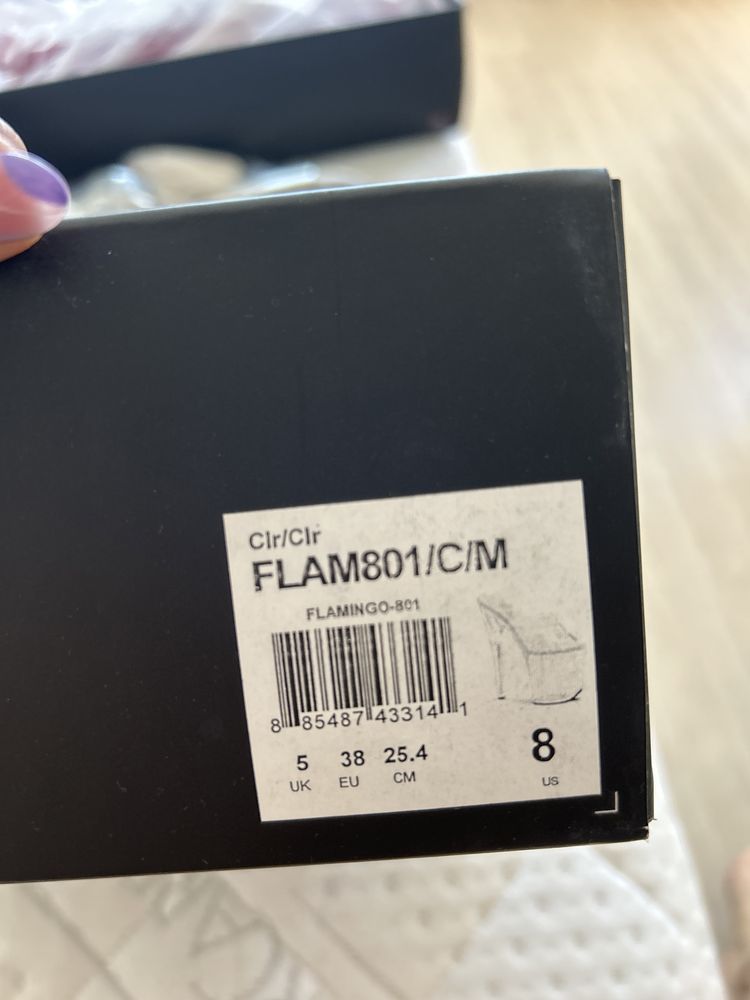 Clr/Clr
FLAM801/C/M
FLAMINGO-801
8 85487 43314 1
5 38 25.4 8
UK EU CM US